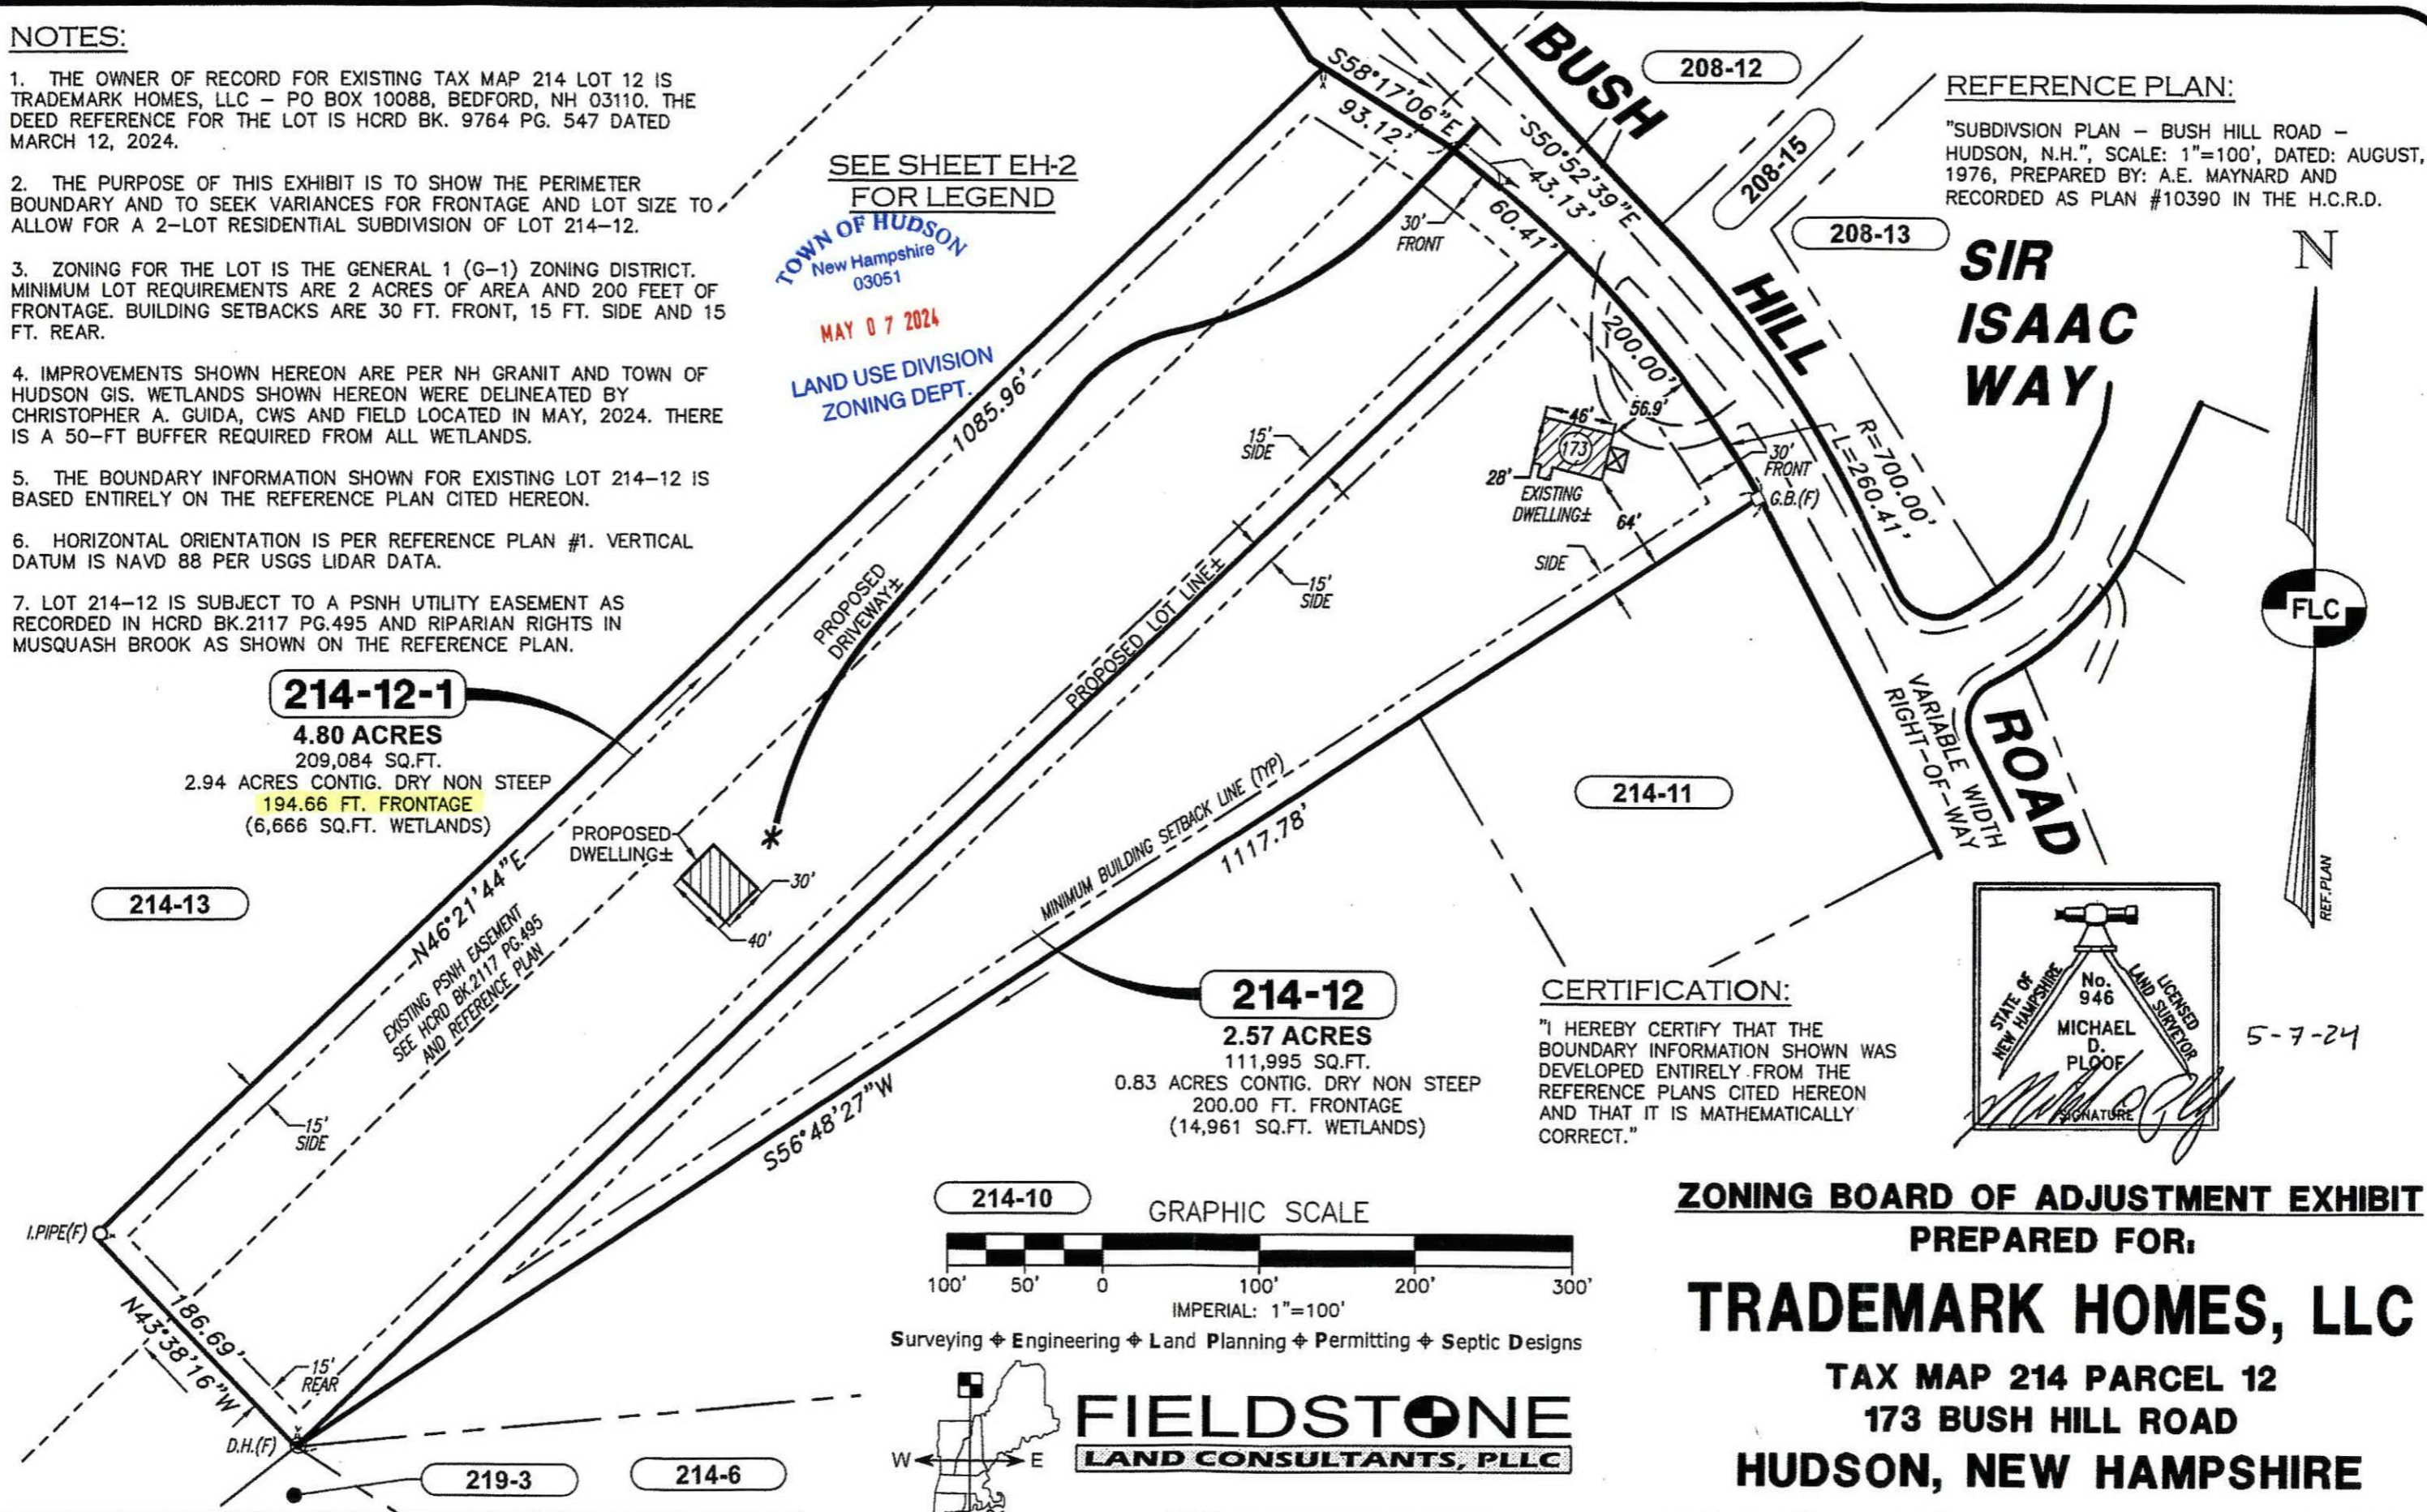 NOTES:
1. THE OWNER OF RECORD FOR EXISTING TAX MAP 214 LOT 12 IS
TRADEMARK HOMES, LLC – PO BOX 10088, BEDFORD, NH 03110. THE
DEED REFERENCE FOR THE LOT IS HCRD BK. 9764 PG. 547 DATED
MARCH 12, 2024.
2. THE PURPOSE OF THIS EXHIBIT IS TO SHOW THE PERIMETER
BOUNDARY AND TO SEEK VARIANCES FOR FRONTAGE AND LOT SIZE TO
ALLOW FOR A 2–LOT RESIDENTIAL SUBDIVISION OF LOT 214–12.
3. ZONING FOR THE LOT IS THE GENERAL 1 (G–1) ZONING DISTRICT.
MINIMUM LOT REQUIREMENTS ARE 2 ACRES OF AREA AND 200 FEET OF
FRONTAGE. BUILDING SETBACKS ARE 30 FT. FRONT, 15 FT. SIDE AND 15
FT. REAR.
4. IMPROVEMENTS SHOWN HEREON ARE PER NH GRANIT AND TOWN OF
HUDSON GIS. WETLANDS SHOWN HEREON WERE DELINEATED BY
CHRISTOPHER A. GUIDA, CWS AND FIELD LOCATED IN MAY, 2024. THERE
IS A 50–FT BUFFER REQUIRED FROM ALL WETLANDS.
5. THE BOUNDARY INFORMATION SHOWN FOR EXISTING LOT 214–12 IS
BASED ENTIRELY ON THE REFERENCE PLAN CITED HEREON.
6. HORIZONTAL ORIENTATION IS PER REFERENCE PLAN #1. VERTICAL
DATUM IS NAVD 88 PER USGS LIDAR DATA.
7. LOT 214–12 IS SUBJECT TO A PSNH UTILITY EASEMENT AS
RECORDED IN HCRD BK.2117 PG.495 AND RIPARIAN RIGHTS IN
MUSQUASH BROOK AS SHOWN ON THE REFERENCE PLAN.
SEE SHEET EH-2
FOR LEGEND
TOWN OF HUDSON
New Hampshire
03051
MAY 07 2024
LAND USE DIVISION
ZONING DEPT.
S58°17'06"E
93.12'
BUSH
HILL
ROAD
S50°52'39"E
43.13'
60.41'
30'
FRONT
200.00'
208-12
208-15
208-13
REFERENCE PLAN:
"SUBDIVSION PLAN – BUSH HILL ROAD –
HUDSON, N.H.", SCALE: 1"=100', DATED: AUGUST,
1976, PREPARED BY: A.E. MAYNARD AND
RECORDED AS PLAN #10390 IN THE H.C.R.D.
SIR
ISAAC
WAY
N
FLC
REF.PLAN
R=700.00'
L=260.41'
30'
FRONT
G.B.(F)
46'
56.9'
173
28'
EXISTING
DWELLING±
64'
SIDE
15'
SIDE
15'
SIDE
1085.96'
PROPOSED
DRIVEWAY±
PROPOSED LOT LINE±
VARIABLE WIDTH
RIGHT–OF–WAY
214-12-1
4.80 ACRES
209,084 SQ.FT.
2.94 ACRES CONTIG. DRY NON STEEP
194.66 FT. FRONTAGE
(6,666 SQ.FT. WETLANDS)
PROPOSED
DWELLING±
30'
40'
214-13
N46°21'44"E
EXISTING PSNH EASEMENT
SEE HCRD BK.2117 PG.495
AND REFERENCE PLAN
MINIMUM BUILDING SETBACK LINE (TYP)
1117.78'
214-11
214-12
2.57 ACRES
111,995 SQ.FT.
0.83 ACRES CONTIG. DRY NON STEEP
200.00 FT. FRONTAGE
(14,961 SQ.FT. WETLANDS)
S56°48'27"W
CERTIFICATION:
"I HEREBY CERTIFY THAT THE
BOUNDARY INFORMATION SHOWN WAS
DEVELOPED ENTIRELY FROM THE
REFERENCE PLANS CITED HEREON
AND THAT IT IS MATHEMATICALLY
CORRECT."
STATE OF
NEW HAMPSHIRE
LICENSED
LAND SURVEYOR
No.
946
MICHAEL
D.
PLOOF
SIGNATURE
5-7-24
15'
SIDE
I.PIPE(F)
186.69'
N43°38'16"W
15'
REAR
D.H.(F)
219-3
214-6
214-10
GRAPHIC SCALE
100' 50' 0 100' 200' 300'
IMPERIAL: 1"=100'
Surveying Engineering Land Planning Permitting Septic Designs
W E
FIELDSTONE
LAND CONSULTANTS, PLLC
ZONING BOARD OF ADJUSTMENT EXHIBIT
PREPARED FOR:
TRADEMARK HOMES, LLC
TAX MAP 214 PARCEL 12
173 BUSH HILL ROAD
HUDSON, NEW HAMPSHIRE